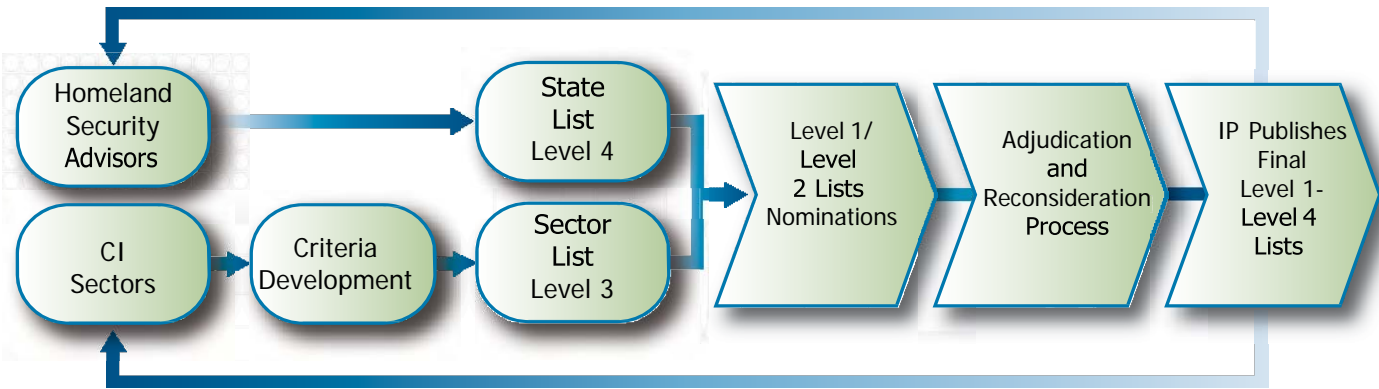 Homeland
Security
Advisors
State
List
Level 4
CI
Sectors
Criteria
Development
Sector
List
Level 3
Level 1/
Level
2 Lists
Nominations
Adjudication
and
Reconsideration
Process
IP Publishes
Final
Level 1-
Level 4
Lists